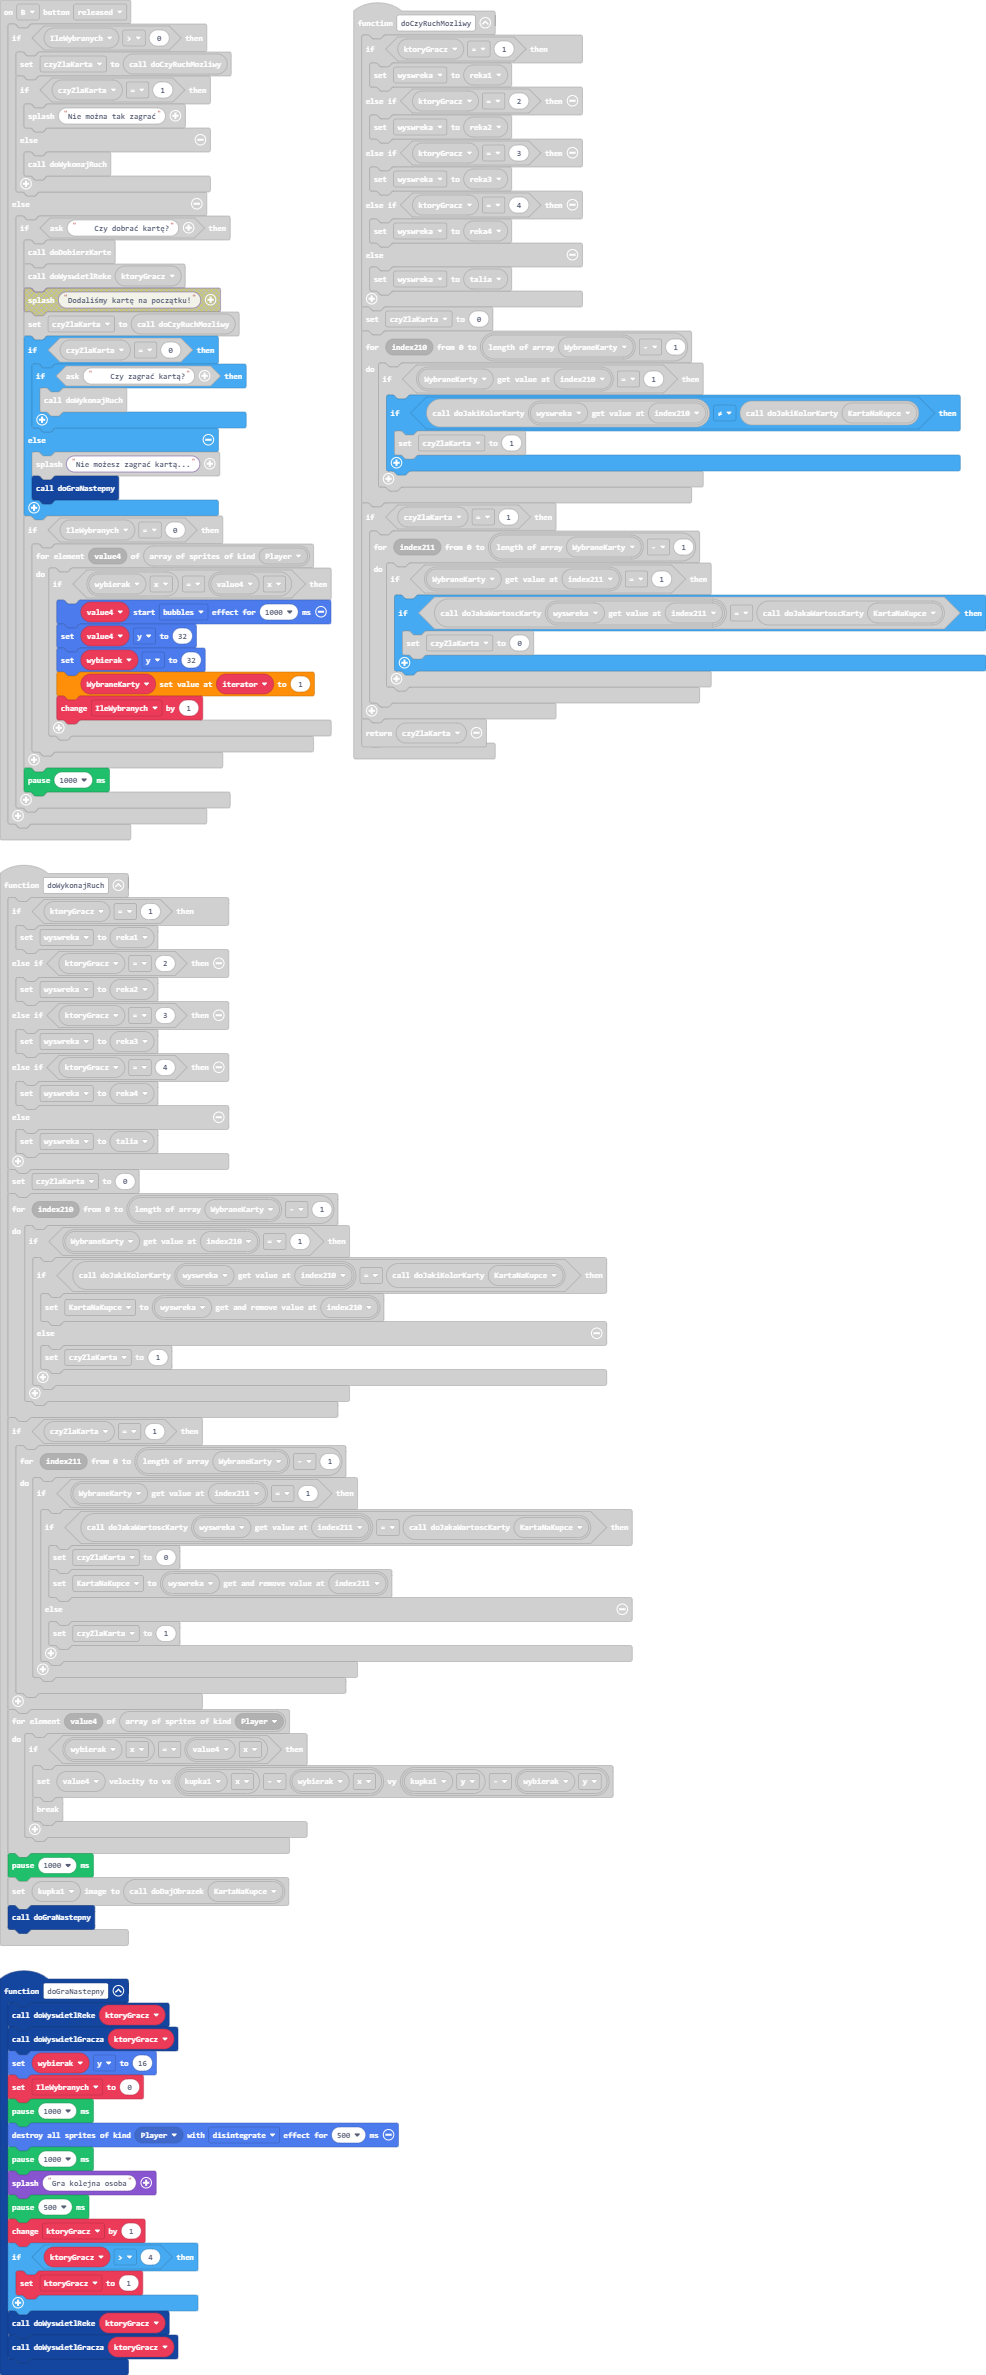 on B button released
if IleWybranych > 0 then
set czyZlaKarta to call doCzyRuchMozliwy
if czyZlaKarta = 1 then
splash "Nie można tak zagrać"
else
call doWykonajRuch
else
if ask " Czy dobrać kartę?" then
call doDobierzKarte
call doWyswietlReke ktoryGracz
splash "Dodaliśmy kartę na początku!"
set czyZlaKarta to call doCzyRuchMozliwy
if czyZlaKarta = 0 then
if ask " Czy zagrać kartą?" then
call doWykonajRuch
else
splash "Nie możesz zagrać kartą..."
call doGraNastepny
if IleWybranych = 0 then
for element value4 of array of sprites of kind Player
do
if wybierak x = value4 x then
value4 start bubbles effect for 1000 ms
set value4 y to 32
set wybierak y to 32
WybraneKarty set value at iterator to 1
change IleWybranych by 1
pause 1000 ms
function doCzyRuchMozliwy
if ktoryGracz = 1 then
set wyswreka to reka1
else if ktoryGracz = 2 then
set wyswreka to reka2
else if ktoryGracz = 3 then
set wyswreka to reka3
else if ktoryGracz = 4 then
set wyswreka to reka4
else
set wyswreka to talia
set czyZlaKarta to 0
for index210 from 0 to length of array WybraneKarty - 1
do
if WybraneKarty get value at index210 = 1 then
if call doJakiKolorKarty wyswreka get value at index210 ≠ call doJakiKolorKarty KartaNaKupce then
set czyZlaKarta to 1
if czyZlaKarta = 1 then
for index211 from 0 to length of array WybraneKarty - 1
do
if WybraneKarty get value at index211 = 1 then
if call doJakaWartoscKarty wyswreka get value at index211 = call doJakaWartoscKarty KartaNaKupce then
set czyZlaKarta to 0
return czyZlaKarta
function doWykonajRuch
if ktoryGracz = 1 then
set wyswreka to reka1
else if ktoryGracz = 2 then
set wyswreka to reka2
else if ktoryGracz = 3 then
set wyswreka to reka3
else if ktoryGracz = 4 then
set wyswreka to reka4
else
set wyswreka to talia
set czyZlaKarta to 0
for index210 from 0 to length of array WybraneKarty - 1
do
if WybraneKarty get value at index210 = 1 then
if call doJakiKolorKarty wyswreka get value at index210 = call doJakiKolorKarty KartaNaKupce then
set KartaNaKupce to wyswreka get and remove value at index210
else
set czyZlaKarta to 1
if czyZlaKarta = 1 then
for index211 from 0 to length of array WybraneKarty - 1
do
if WybraneKarty get value at index211 = 1 then
if call doJakaWartoscKarty wyswreka get value at index211 = call doJakaWartoscKarty KartaNaKupce then
set czyZlaKarta to 0
set KartaNaKupce to wyswreka get and remove value at index211
else
set czyZlaKarta to 1
for element value4 of array of sprites of kind Player
do
if wybierak x = value4 x then
set value4 velocity to vx kupka1 x - wybierak x vy kupka1 y - wybierak y
break
pause 1000 ms
set kupka1 image to call doDajObrazek KartaNaKupce
call doGraNastepny
function doGraNastepny
call doWyswietlReke ktoryGracz
call doWyswietlGracza ktoryGracz
set wybierak y to 16
set IleWybranych to 0
pause 1000 ms
destroy all sprites of kind Player with disintegrate effect for 500 ms
pause 1000 ms
splash "Gra kolejna osoba"
pause 500 ms
change ktoryGracz by 1
if ktoryGracz > 4 then
set ktoryGracz to 1
call doWyswietlReke ktoryGracz
call doWyswietlGracza ktoryGracz